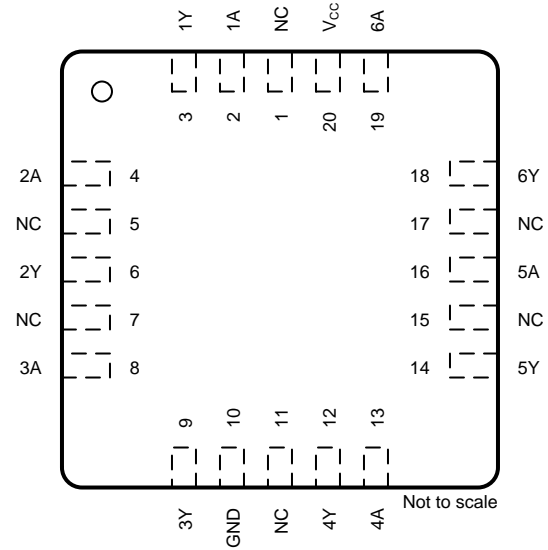 1Y 1A NC VCC 6A
3 2 1 20 19
2A 4 18 6Y
NC 5 17 NC
2Y 6 16 5A
NC 7 15 NC
3A 8 14 5Y
9 10 11 12 13
3Y GND NC 4Y 4A
Not to scale